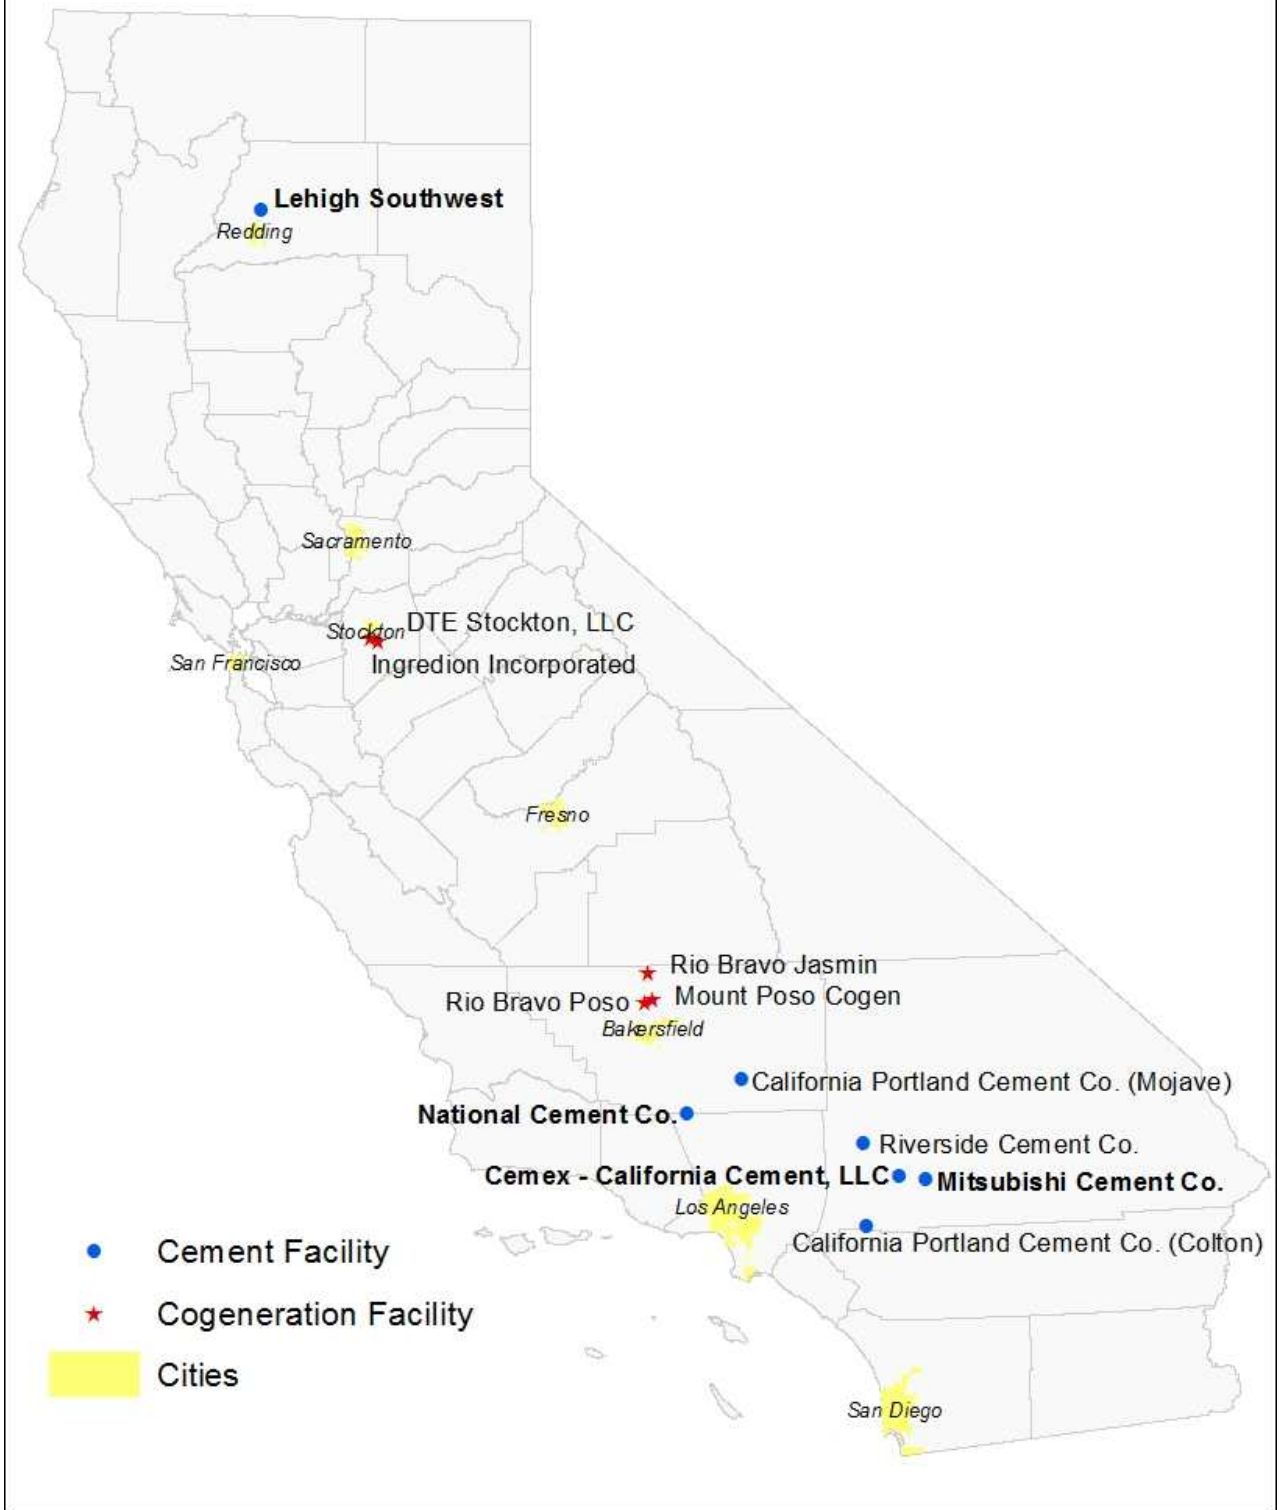 Lehigh Southwest
Redding
Sacramento
DTE Stockton, LLC
Stockton
San Francisco
Ingredion Incorporated
Fresno
Rio Bravo Jasmin
Rio Bravo Poso
Mount Poso Cogen
Bakersfield
California Portland Cement Co. (Mojave)
National Cement Co.
Riverside Cement Co.
Cemex - California Cement, LLC
Mitsubishi Cement Co.
Los Angeles
California Portland Cement Co. (Colton)
Cement Facility
Cogeneration Facility
Cities
San Diego